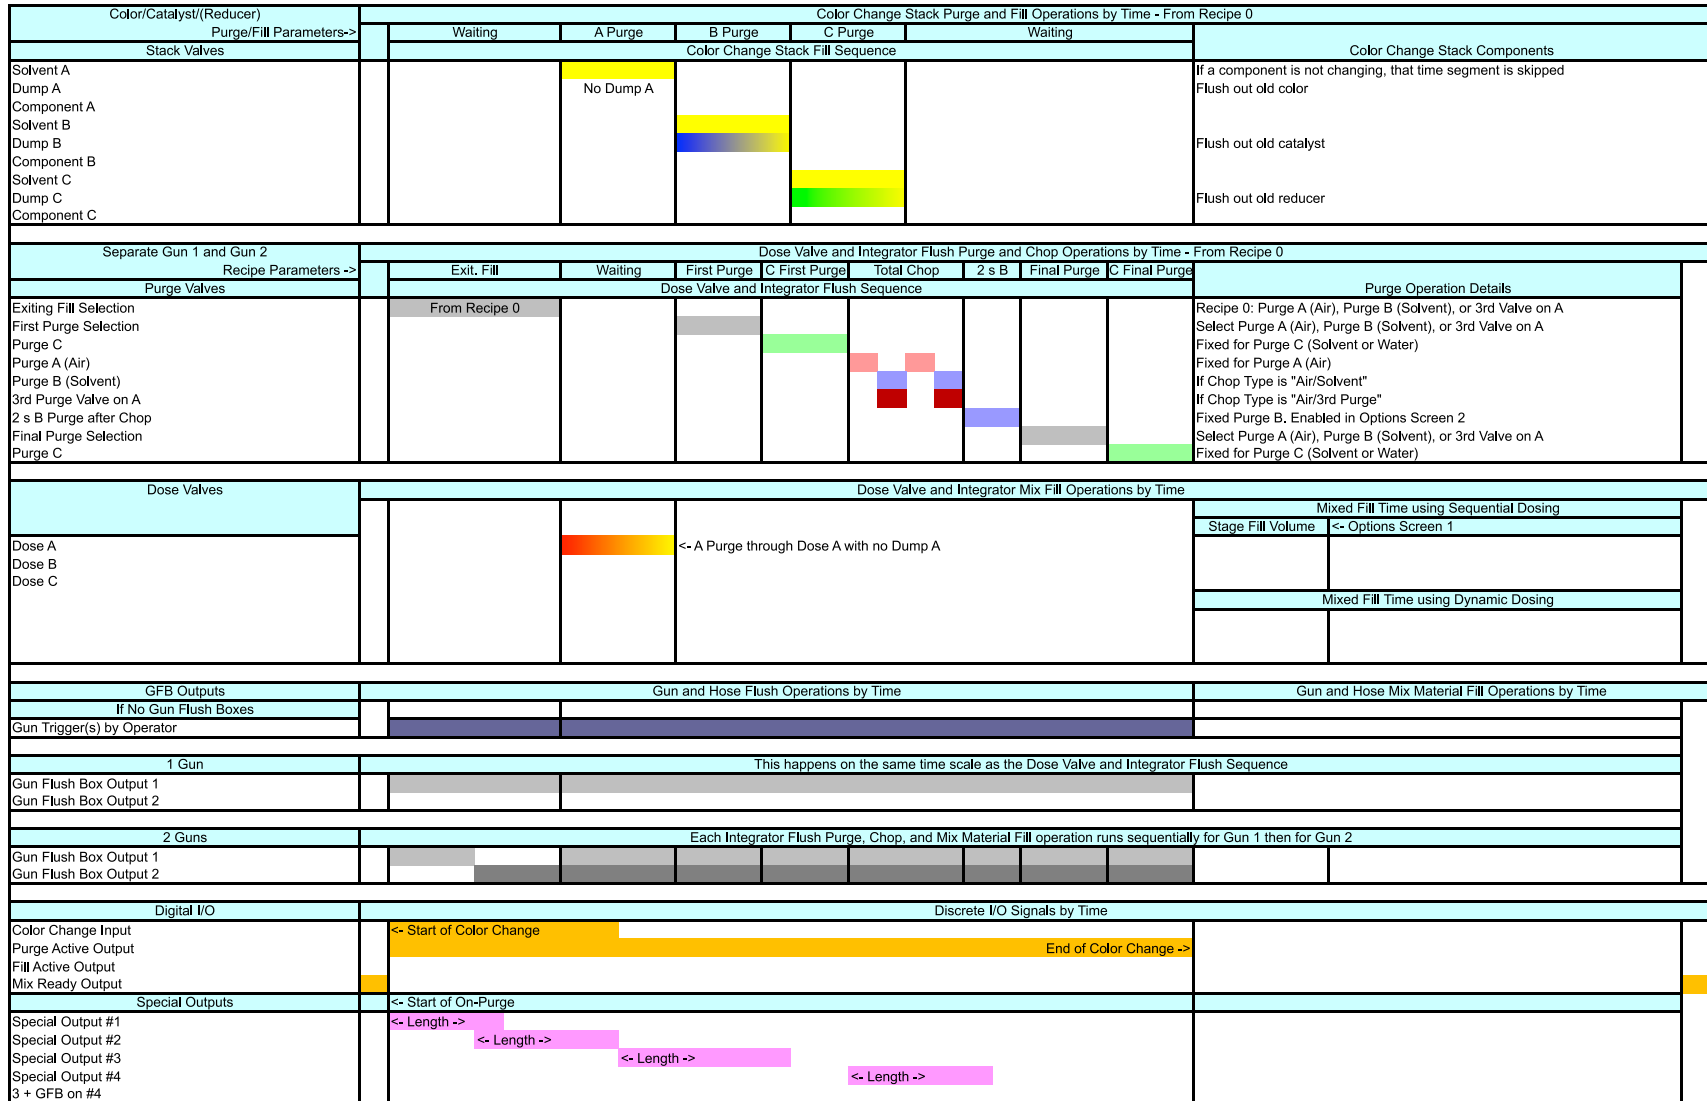 Color/Catalyst/(Reducer)
Color Change Stack Purge and Fill Operations by Time - From Recipe 0
Purge/Fill Parameters->
Waiting
A Purge
B Purge
C Purge
Waiting
Stack Valves
Color Change Stack Fill Sequence
Color Change Stack Components
Solvent A
If a component is not changing, that time segment is skipped
Dump A
No Dump A
Flush out old color
Component A
Solvent B
Dump B
Flush out old catalyst
Component B
Solvent C
Dump C
Flush out old reducer
Component C
Separate Gun 1 and Gun 2
Dose Valve and Integrator Flush Purge and Chop Operations by Time - From Recipe 0
Recipe Parameters ->
Exit. Fill
Waiting
First Purge
C First Purge
Total Chop
2 s B
Final Purge
C Final Purge
Purge Valves
Dose Valve and Integrator Flush Sequence
Purge Operation Details
Exiting Fill Selection
From Recipe 0
Recipe 0: Purge A (Air), Purge B (Solvent), or 3rd Valve on A
First Purge Selection
Select Purge A (Air), Purge B (Solvent), or 3rd Valve on A
Purge C
Fixed for Purge C (Solvent or Water)
Purge A (Air)
Fixed for Purge A (Air)
Purge B (Solvent)
If Chop Type is "Air/Solvent"
3rd Purge Valve on A
If Chop Type is "Air/3rd Purge"
2 s B Purge after Chop
Fixed Purge B. Enabled in Options Screen 2
Final Purge Selection
Select Purge A (Air), Purge B (Solvent), or 3rd Valve on A
Purge C
Fixed for Purge C (Solvent or Water)
Dose Valves
Dose Valve and Integrator Mix Fill Operations by Time
Mixed Fill Time using Sequential Dosing
Stage Fill Volume
<- Options Screen 1
Dose A
<- A Purge through Dose A with no Dump A
Dose B
Dose C
Mixed Fill Time using Dynamic Dosing
GFB Outputs
Gun and Hose Flush Operations by Time
Gun and Hose Mix Material Fill Operations by Time
If No Gun Flush Boxes
Gun Trigger(s) by Operator
1 Gun
This happens on the same time scale as the Dose Valve and Integrator Flush Sequence
Gun Flush Box Output 1
Gun Flush Box Output 2
2 Guns
Each Integrator Flush Purge, Chop, and Mix Material Fill operation runs sequentially for Gun 1 then for Gun 2
Gun Flush Box Output 1
Gun Flush Box Output 2
Digital I/O
Discrete I/O Signals by Time
Color Change Input
<- Start of Color Change
Purge Active Output
End of Color Change ->
Fill Active Output
Mix Ready Output
Special Outputs
<- Start of On-Purge
Special Output #1
<- Length ->
Special Output #2
<- Length ->
Special Output #3
<- Length ->
Special Output #4
<- Length ->
3 + GFB on #4